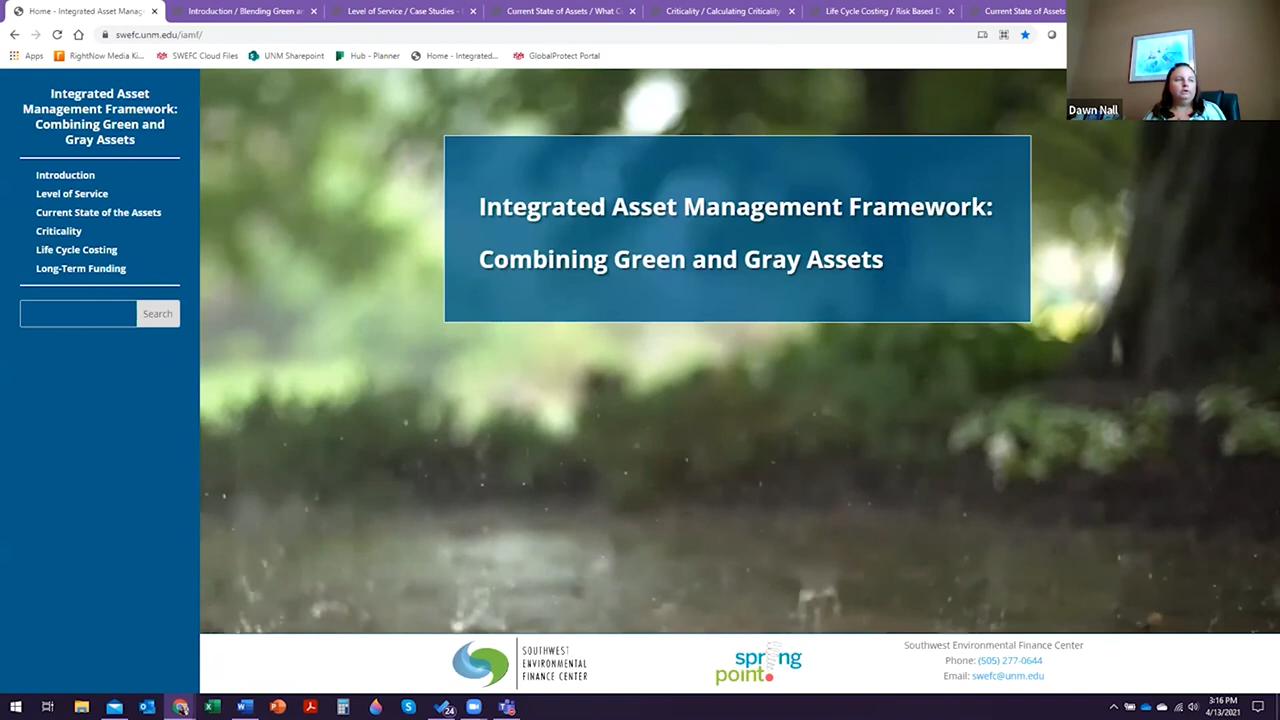 Home - Integrated Asset Manag
Introduction / Blending Green an
Level of Service / Case Studies -
Current State of Assets / What C
Criticality / Calculating Criticality
Life Cycle Costing / Risk Based D
Current State of Assets
swefc.unm.edu/iamf/
Apps
RightNow Media Ki...
SWEFC Cloud Files
UNM Sharepoint
Hub - Planner
Home - Integrated...
GlobalProtect Portal
Dawn Nall
Integrated Asset
Management Framework:
Combining Green and
Gray Assets
Introduction
Level of Service
Current State of the Assets
Criticality
Life Cycle Costing
Long-Term Funding
Search
Integrated Asset Management Framework:
Combining Green and Gray Assets
SOUTHWEST
ENVIRONMENTAL
FINANCE CENTER
spring
point
Southwest Environmental Finance Center
Phone: (505) 277-0644
Email: swefc@unm.edu
24
3:16 PM
4/13/2021